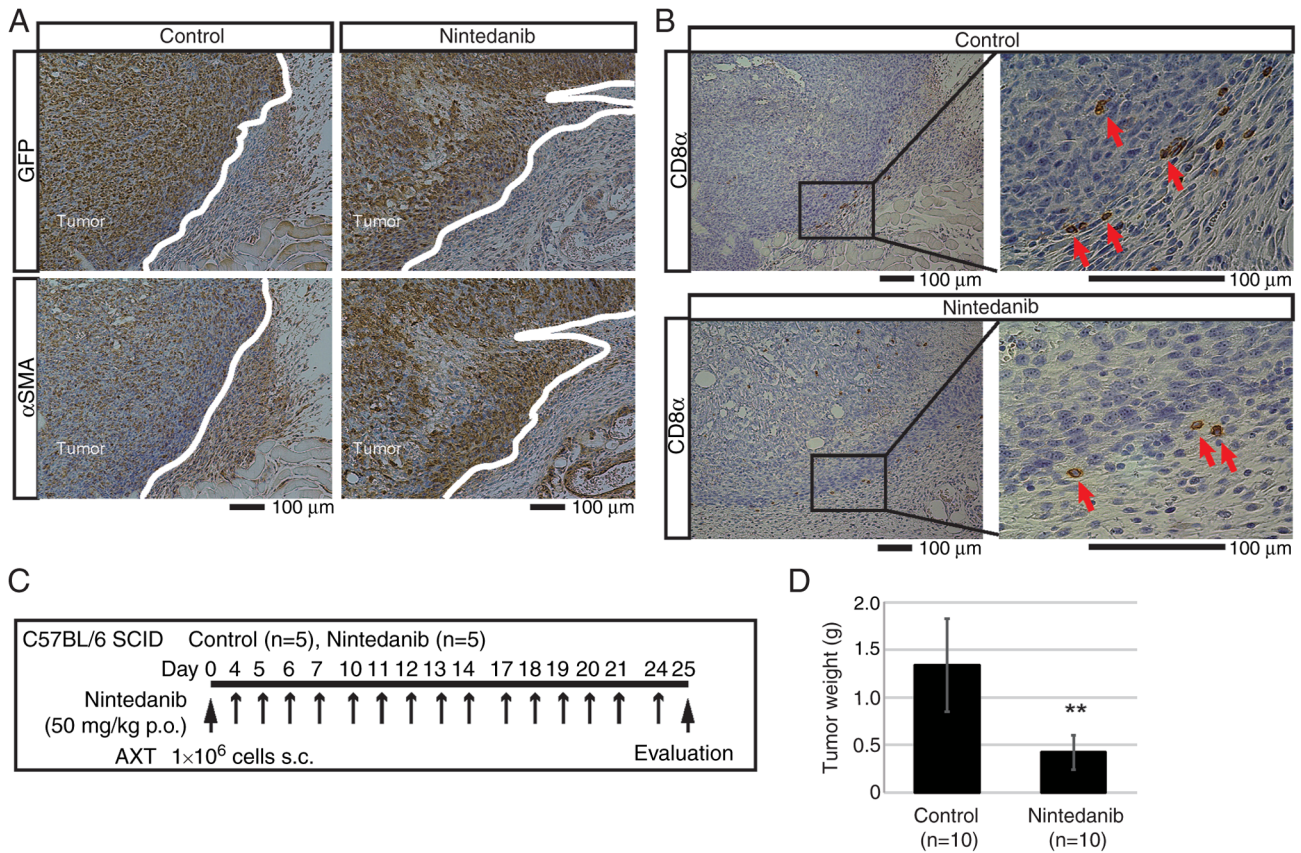 A
Control
Nintedanib
GFP
Tumor
αSMA
Tumor
Tumor
100 μm
100 μm
B
Control
CD8α
100 μm
100 μm
Nintedanib
CD8α
100 μm
100 μm
C
C57BL/6 SCID Control (n=5), Nintedanib (n=5)
Day 0 4 5 6 7 10 11 12 13 14 17 18 19 20 21 24 25
Nintedanib
(50 mg/kg p.o.)
AXT 1×10⁶ cells s.c.
Evaluation
D
Tumor weight (g)
2.0
1.5
1.0
0.5
0
**
Control
(n=10)
Nintedanib
(n=10)